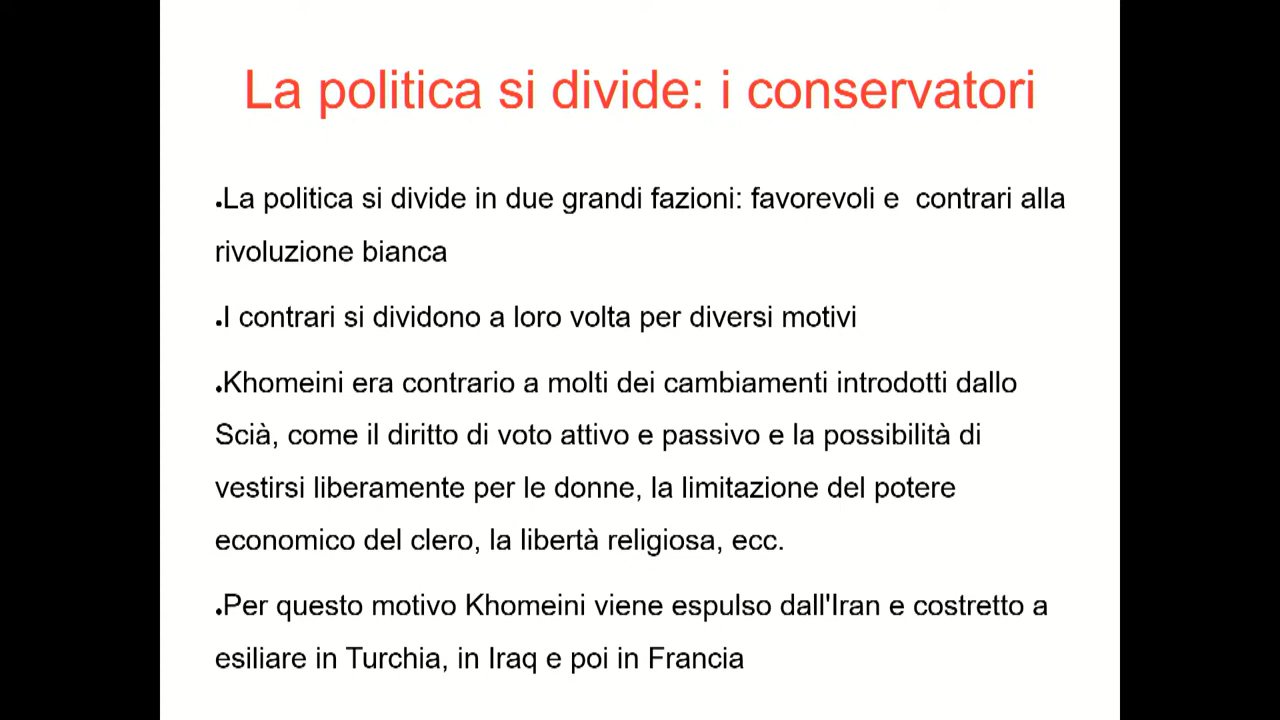 La politica si divide: i conservatori
●La politica si divide in due grandi fazioni: favorevoli e  contrari alla
rivoluzione bianca
●I contrari si dividono a loro volta per diversi motivi
●Khomeini era contrario a molti dei cambiamenti introdotti dallo
Scià, come il diritto di voto attivo e passivo e la possibilità di
vestirsi liberamente per le donne, la limitazione del potere
economico del clero, la libertà religiosa, ecc.
●Per questo motivo Khomeini viene espulso dall'Iran e costretto a
esiliare in Turchia, in Iraq e poi in Francia